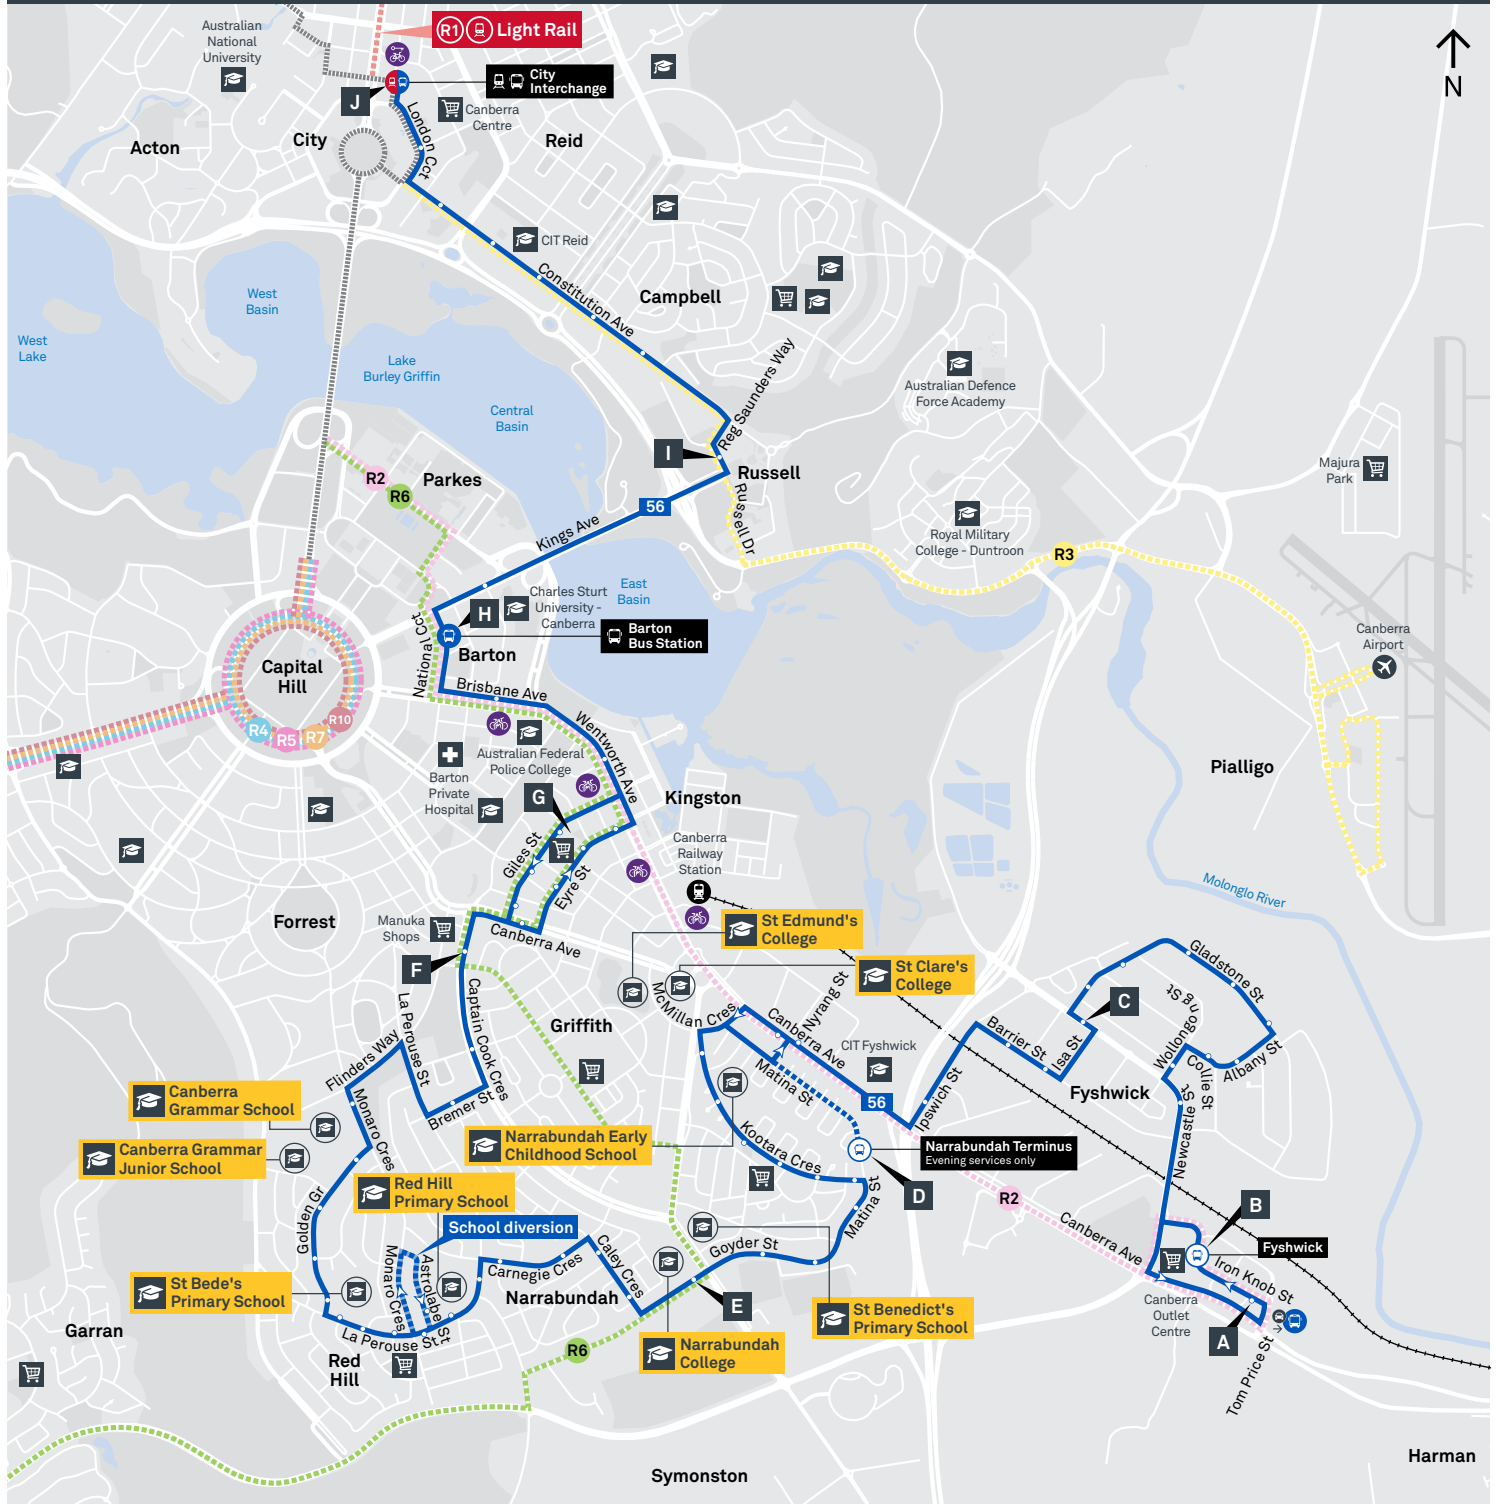 R1 Light Rail
Australian
National
University
City
Interchange
J
London Cct
Canberra
Centre
City
Acton
Reid
CIT Reid
Constitution Ave
Campbell
West
Basin
West
Lake
Lake
Burley Griffin
Central
Basin
Reg Saunders Way
Australian Defence
Force Academy
I
Russell
Russell Dr
Majura
Park
R2
R6
Parkes
56
Kings Ave
Royal Military
College - Duntroon
R3
East
Basin
Charles Sturt
University -
Canberra
H
Barton
Bus Station
Barton
National Cct
Canberra
Airport
Capital
Hill
R4
R5
R7
R10
Brisbane Ave
Wentworth Ave
Australian Federal
Police College
Barton
Private
Hospital
Pialligo
G
Kingston
Canberra
Railway
Station
Giles St
Eyre St
Molonglo River
Forrest
Manuka
Shops
Canberra Ave
St Edmund's
College
F
St Clare's
College
Gladstone St
Captain Cook Cres
La Perouse St
McMillan Cres
Nyrang St
C
Wollongong St
Griffith
Canberra Ave
Barrier St
Isa St
Flinders Way
CIT Fyshwick
Collie St
Albany St
Matina St
Fyshwick
Monaro Cres
Bremer St
56
Ipswich St
Newcastle St
Canberra
Grammar School
Narrabundah Early
Childhood School
Kootara Cres
Narrabundah Terminus
Evening services only
Canberra Grammar
Junior School
Red Hill
Primary School
D
R2
Matina St
B
Golden Gr
School diversion
Goyder St
Canberra Ave
Fyshwick
Monaro Cres
Astrolabe St
Carnegie Cres
Caley Cres
Iron Knob St
St Bede's
Primary School
Narrabundah
E
St Benedict's
Primary School
Canberra
Outlet
Centre
A
Garran
La Perouse St
R6
Narrabundah
College
Tom Price St
Red
Hill
Symonston
Harman
N